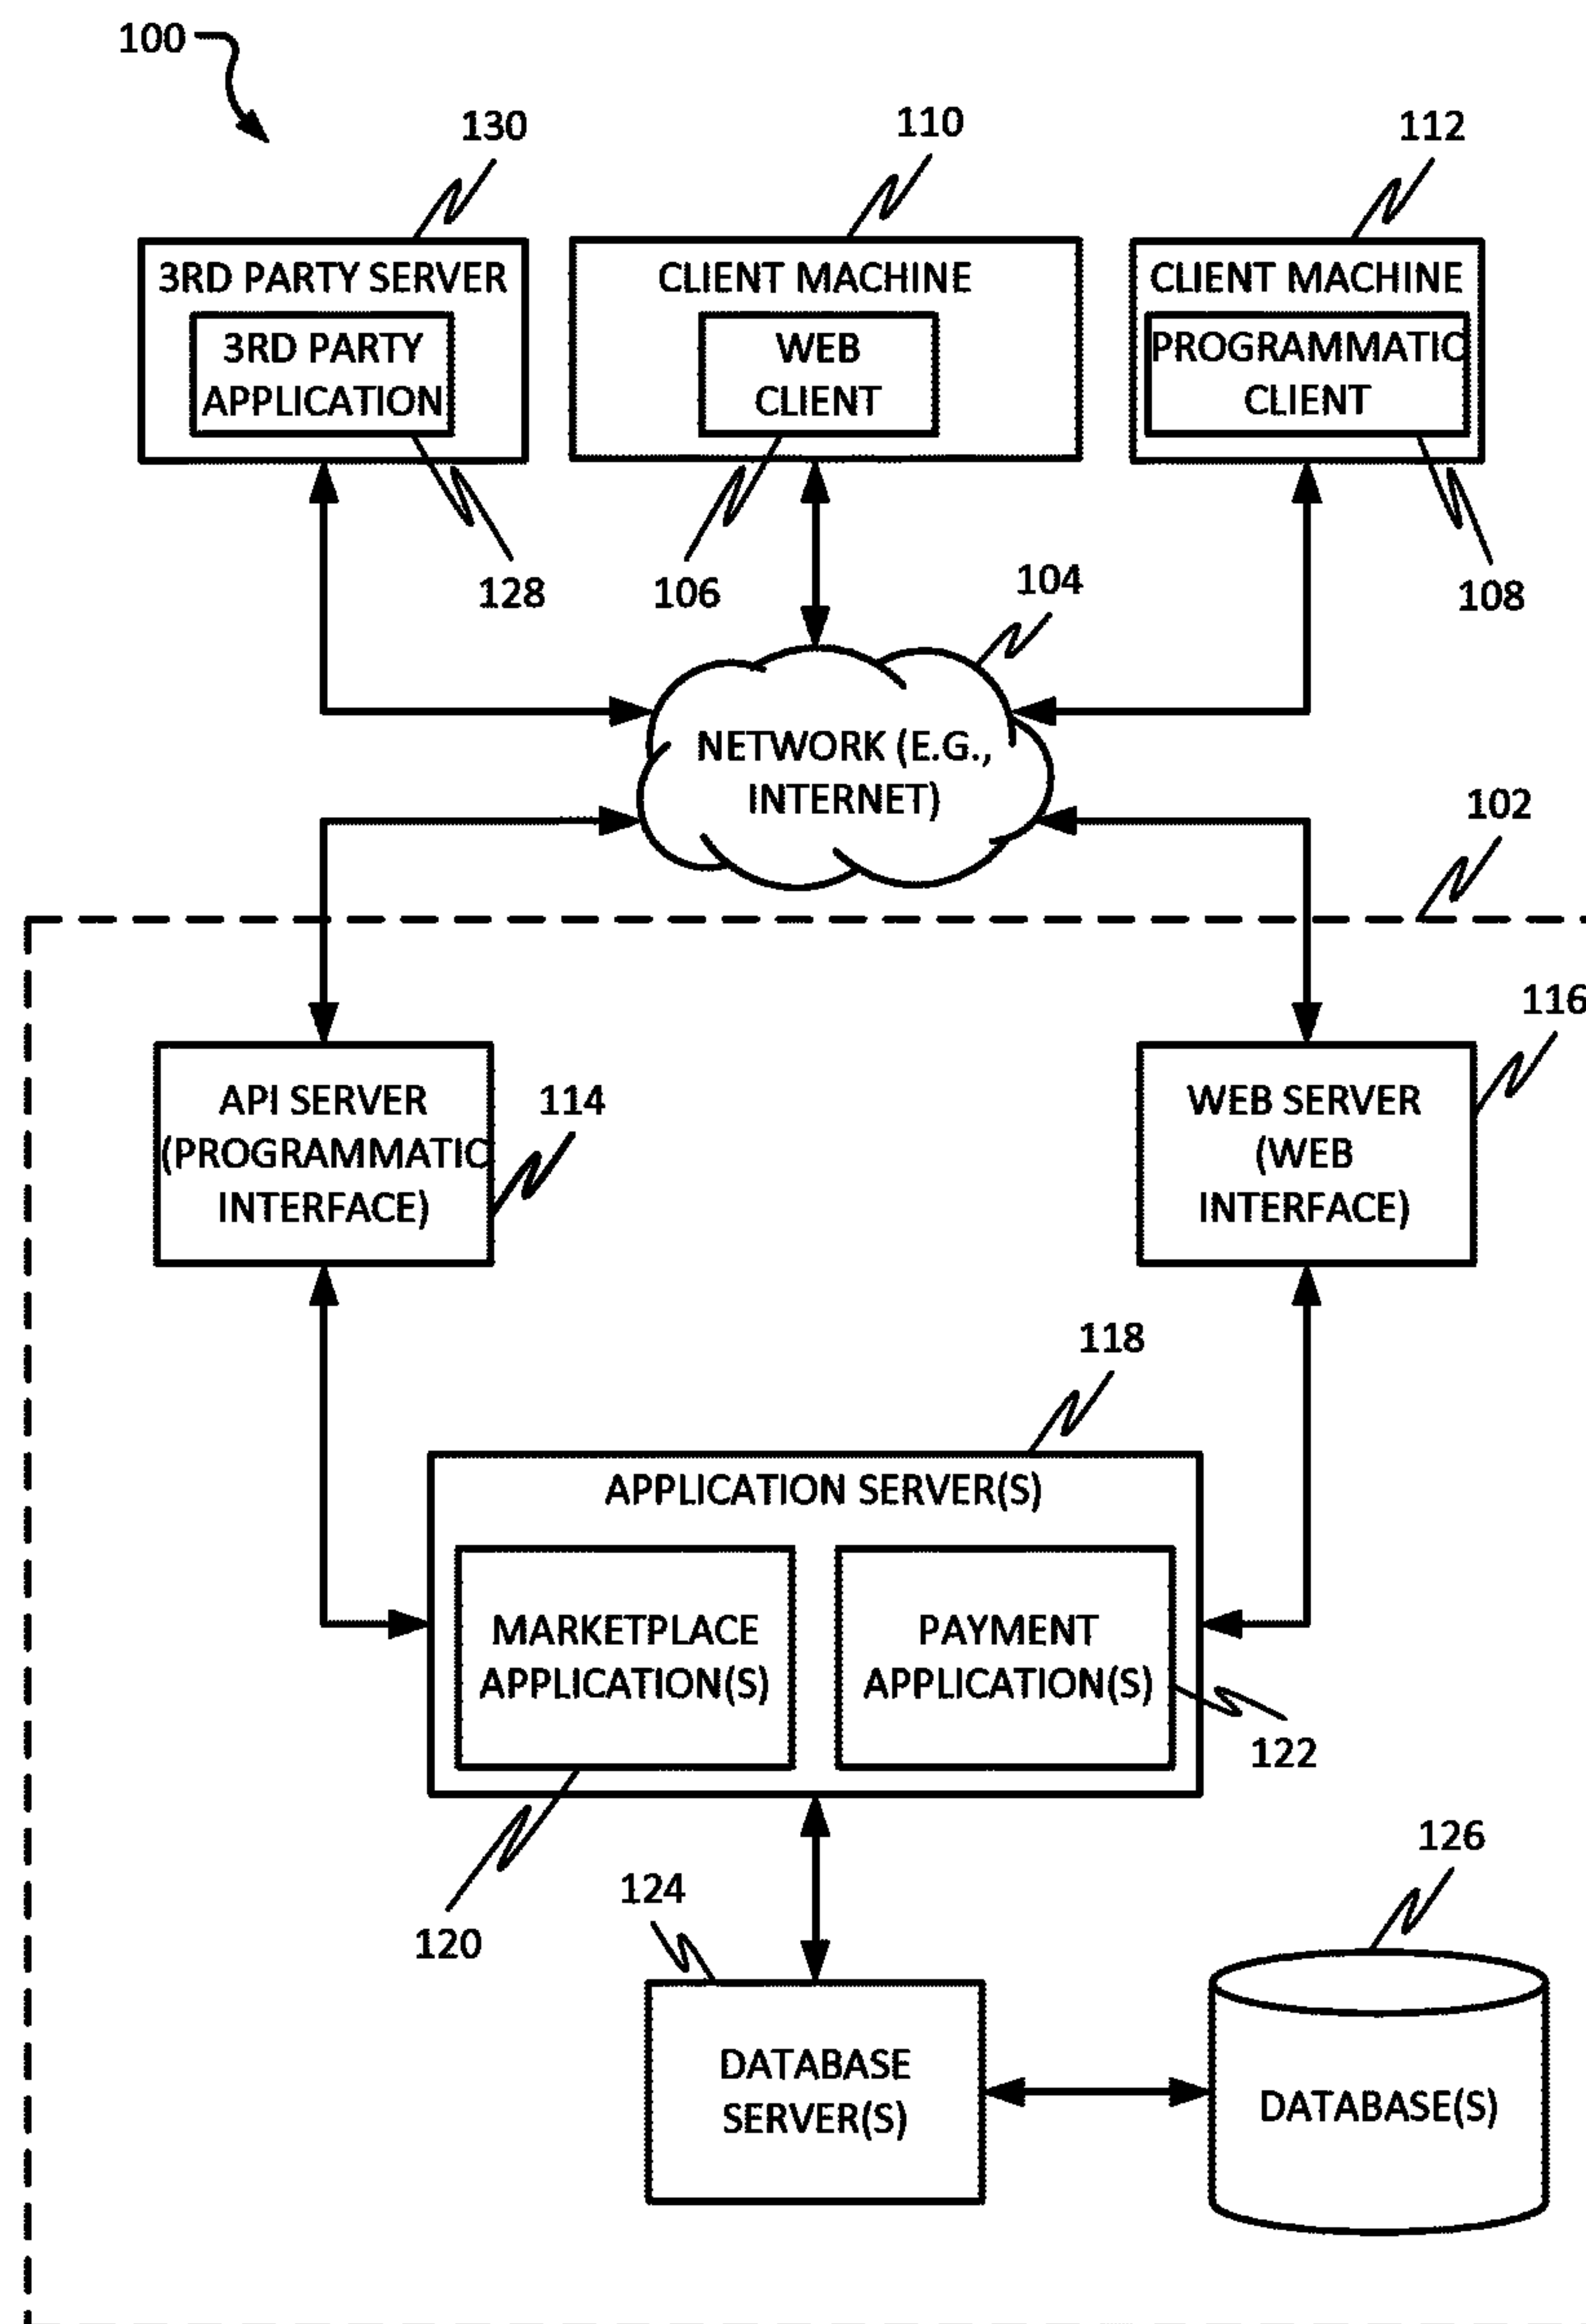 100
130
110
112
3RD PARTY SERVER
3RD PARTY
APPLICATION
CLIENT MACHINE
WEB
CLIENT
CLIENT MACHINE
PROGRAMMATIC
CLIENT
128
106
104
108
NETWORK (E.G.,
INTERNET)
102
116
API SERVER
(PROGRAMMATIC
INTERFACE)
114
WEB SERVER
(WEB
INTERFACE)
118
APPLICATION SERVER(S)
MARKETPLACE
APPLICATION(S)
PAYMENT
APPLICATION(S)
122
126
124
120
DATABASE
SERVER(S)
DATABASE(S)